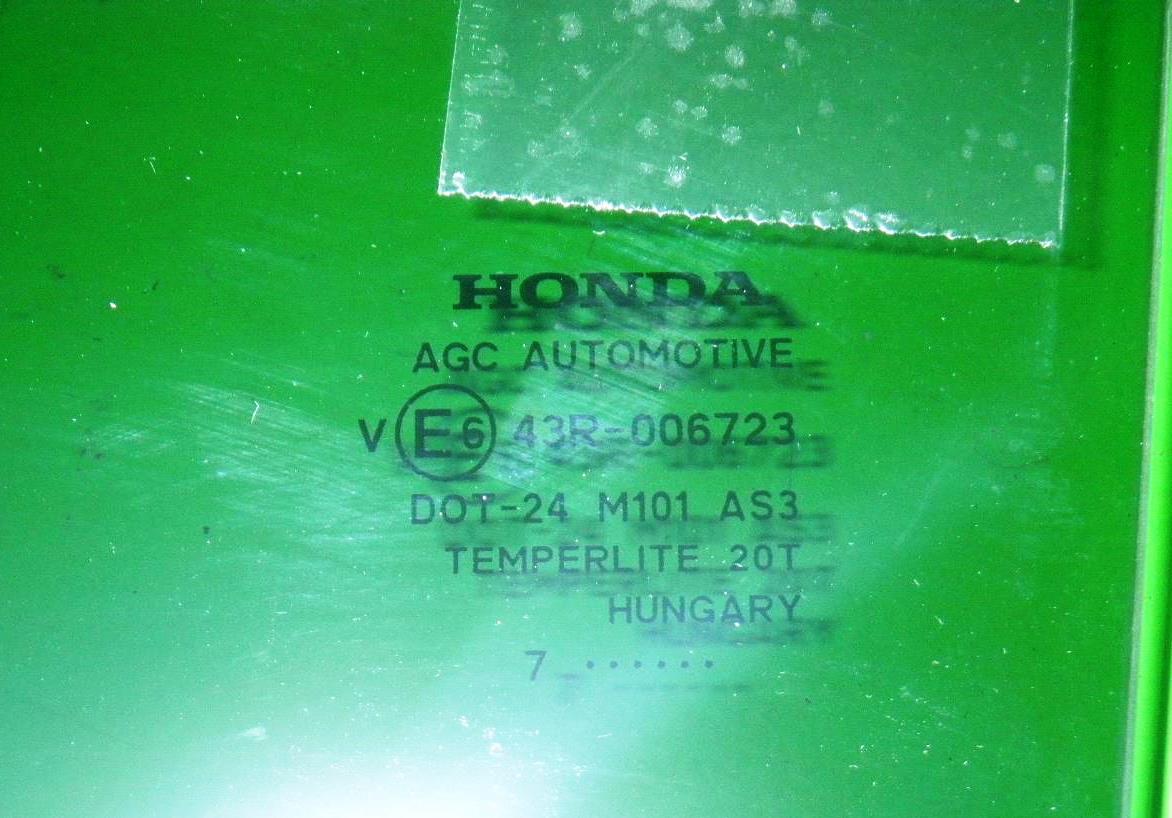 HONDA
AGC AUTOMOTIVE
V E6 43R-006723
DOT-24 M101 AS3
TEMPERLITE 20T
HUNGARY
7 ······